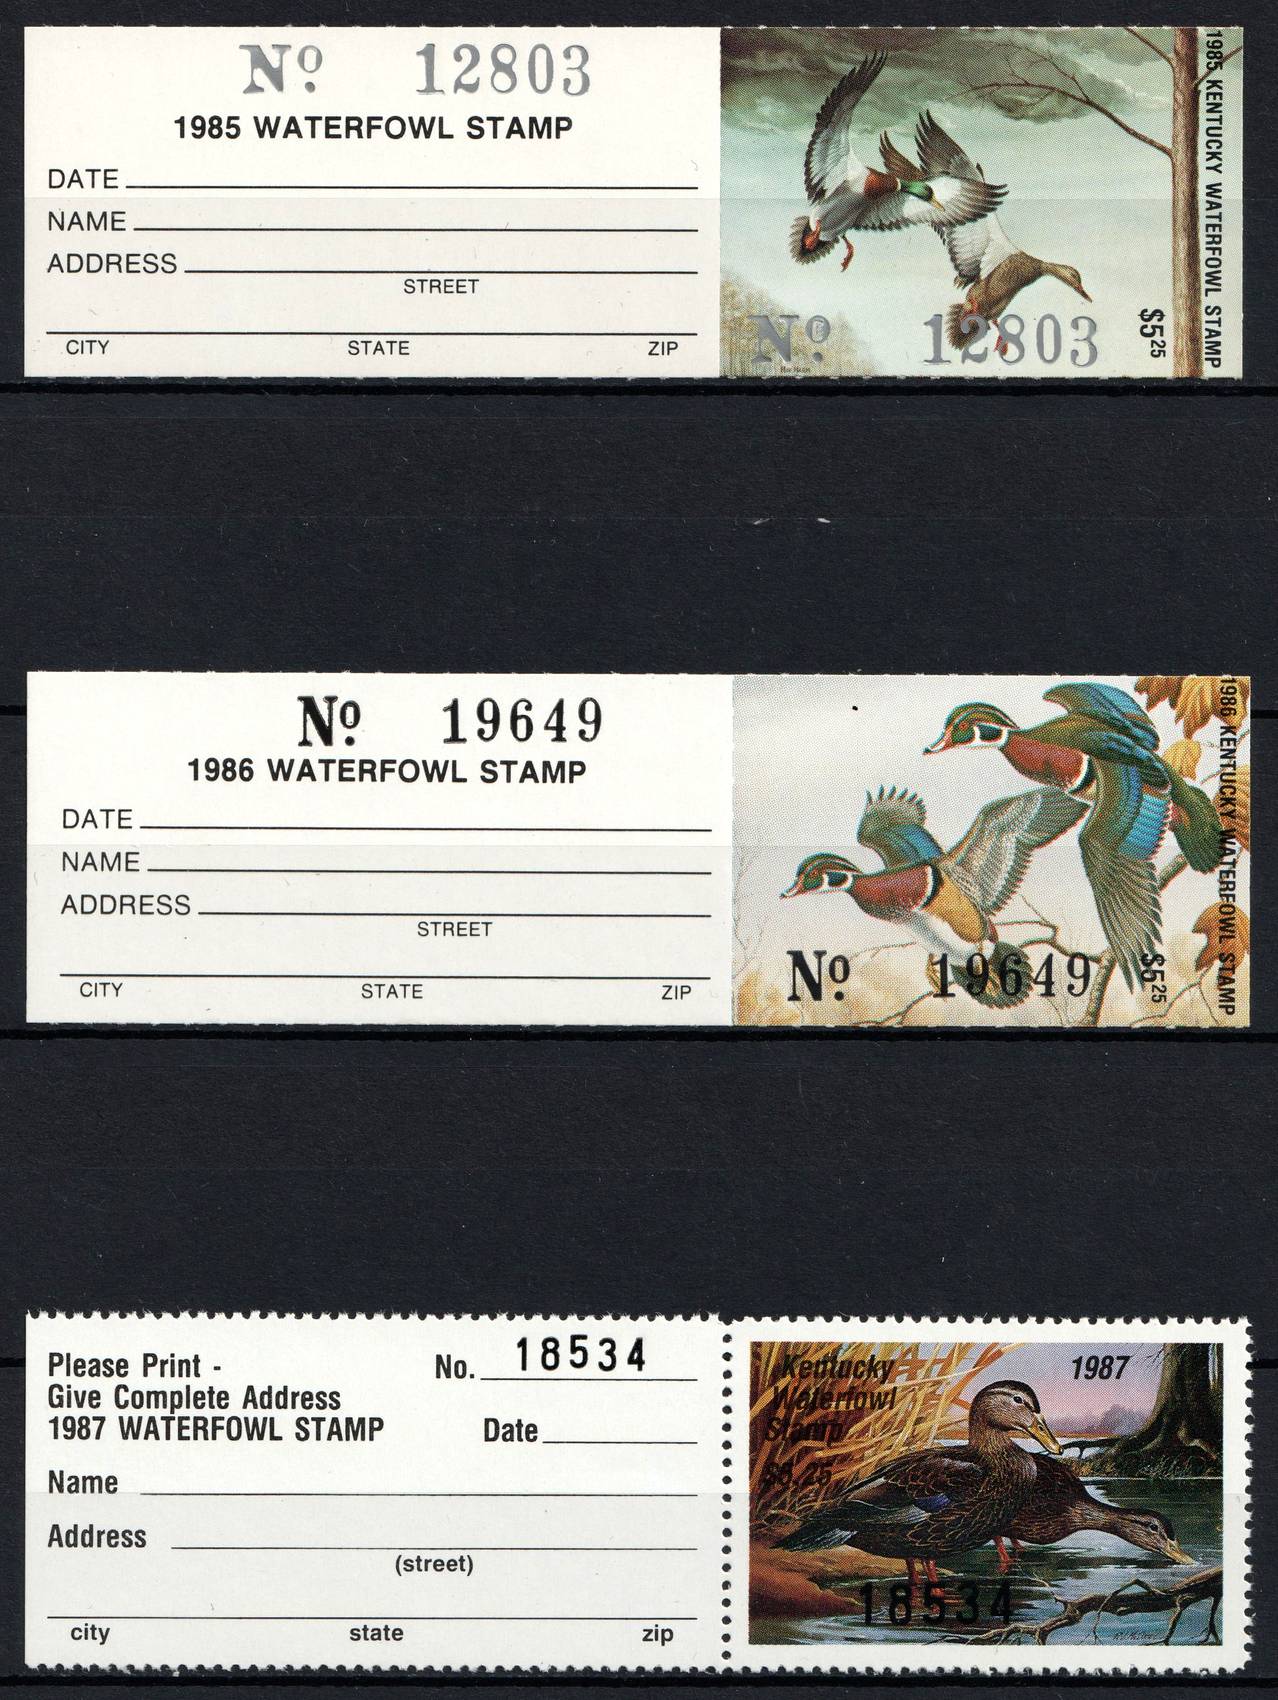 Nº 12803
1985 WATERFOWL STAMP
DATE
NAME
ADDRESS
STREET
CITY STATE ZIP
Nº 12803
$5 25
1985 KENTUCKY WATERFOWL STAMP
Nº 19649
1986 WATERFOWL STAMP
DATE
NAME
ADDRESS
STREET
CITY STATE ZIP
Nº 19649
$5 25
1986 KENTUCKY WATERFOWL STAMP
Please Print -
Give Complete Address
1987 WATERFOWL STAMP
No. 18534
Date
Name
Address
(street)
city state zip
Kentucky
Waterfowl
Stamp
$5.25
1987
18534